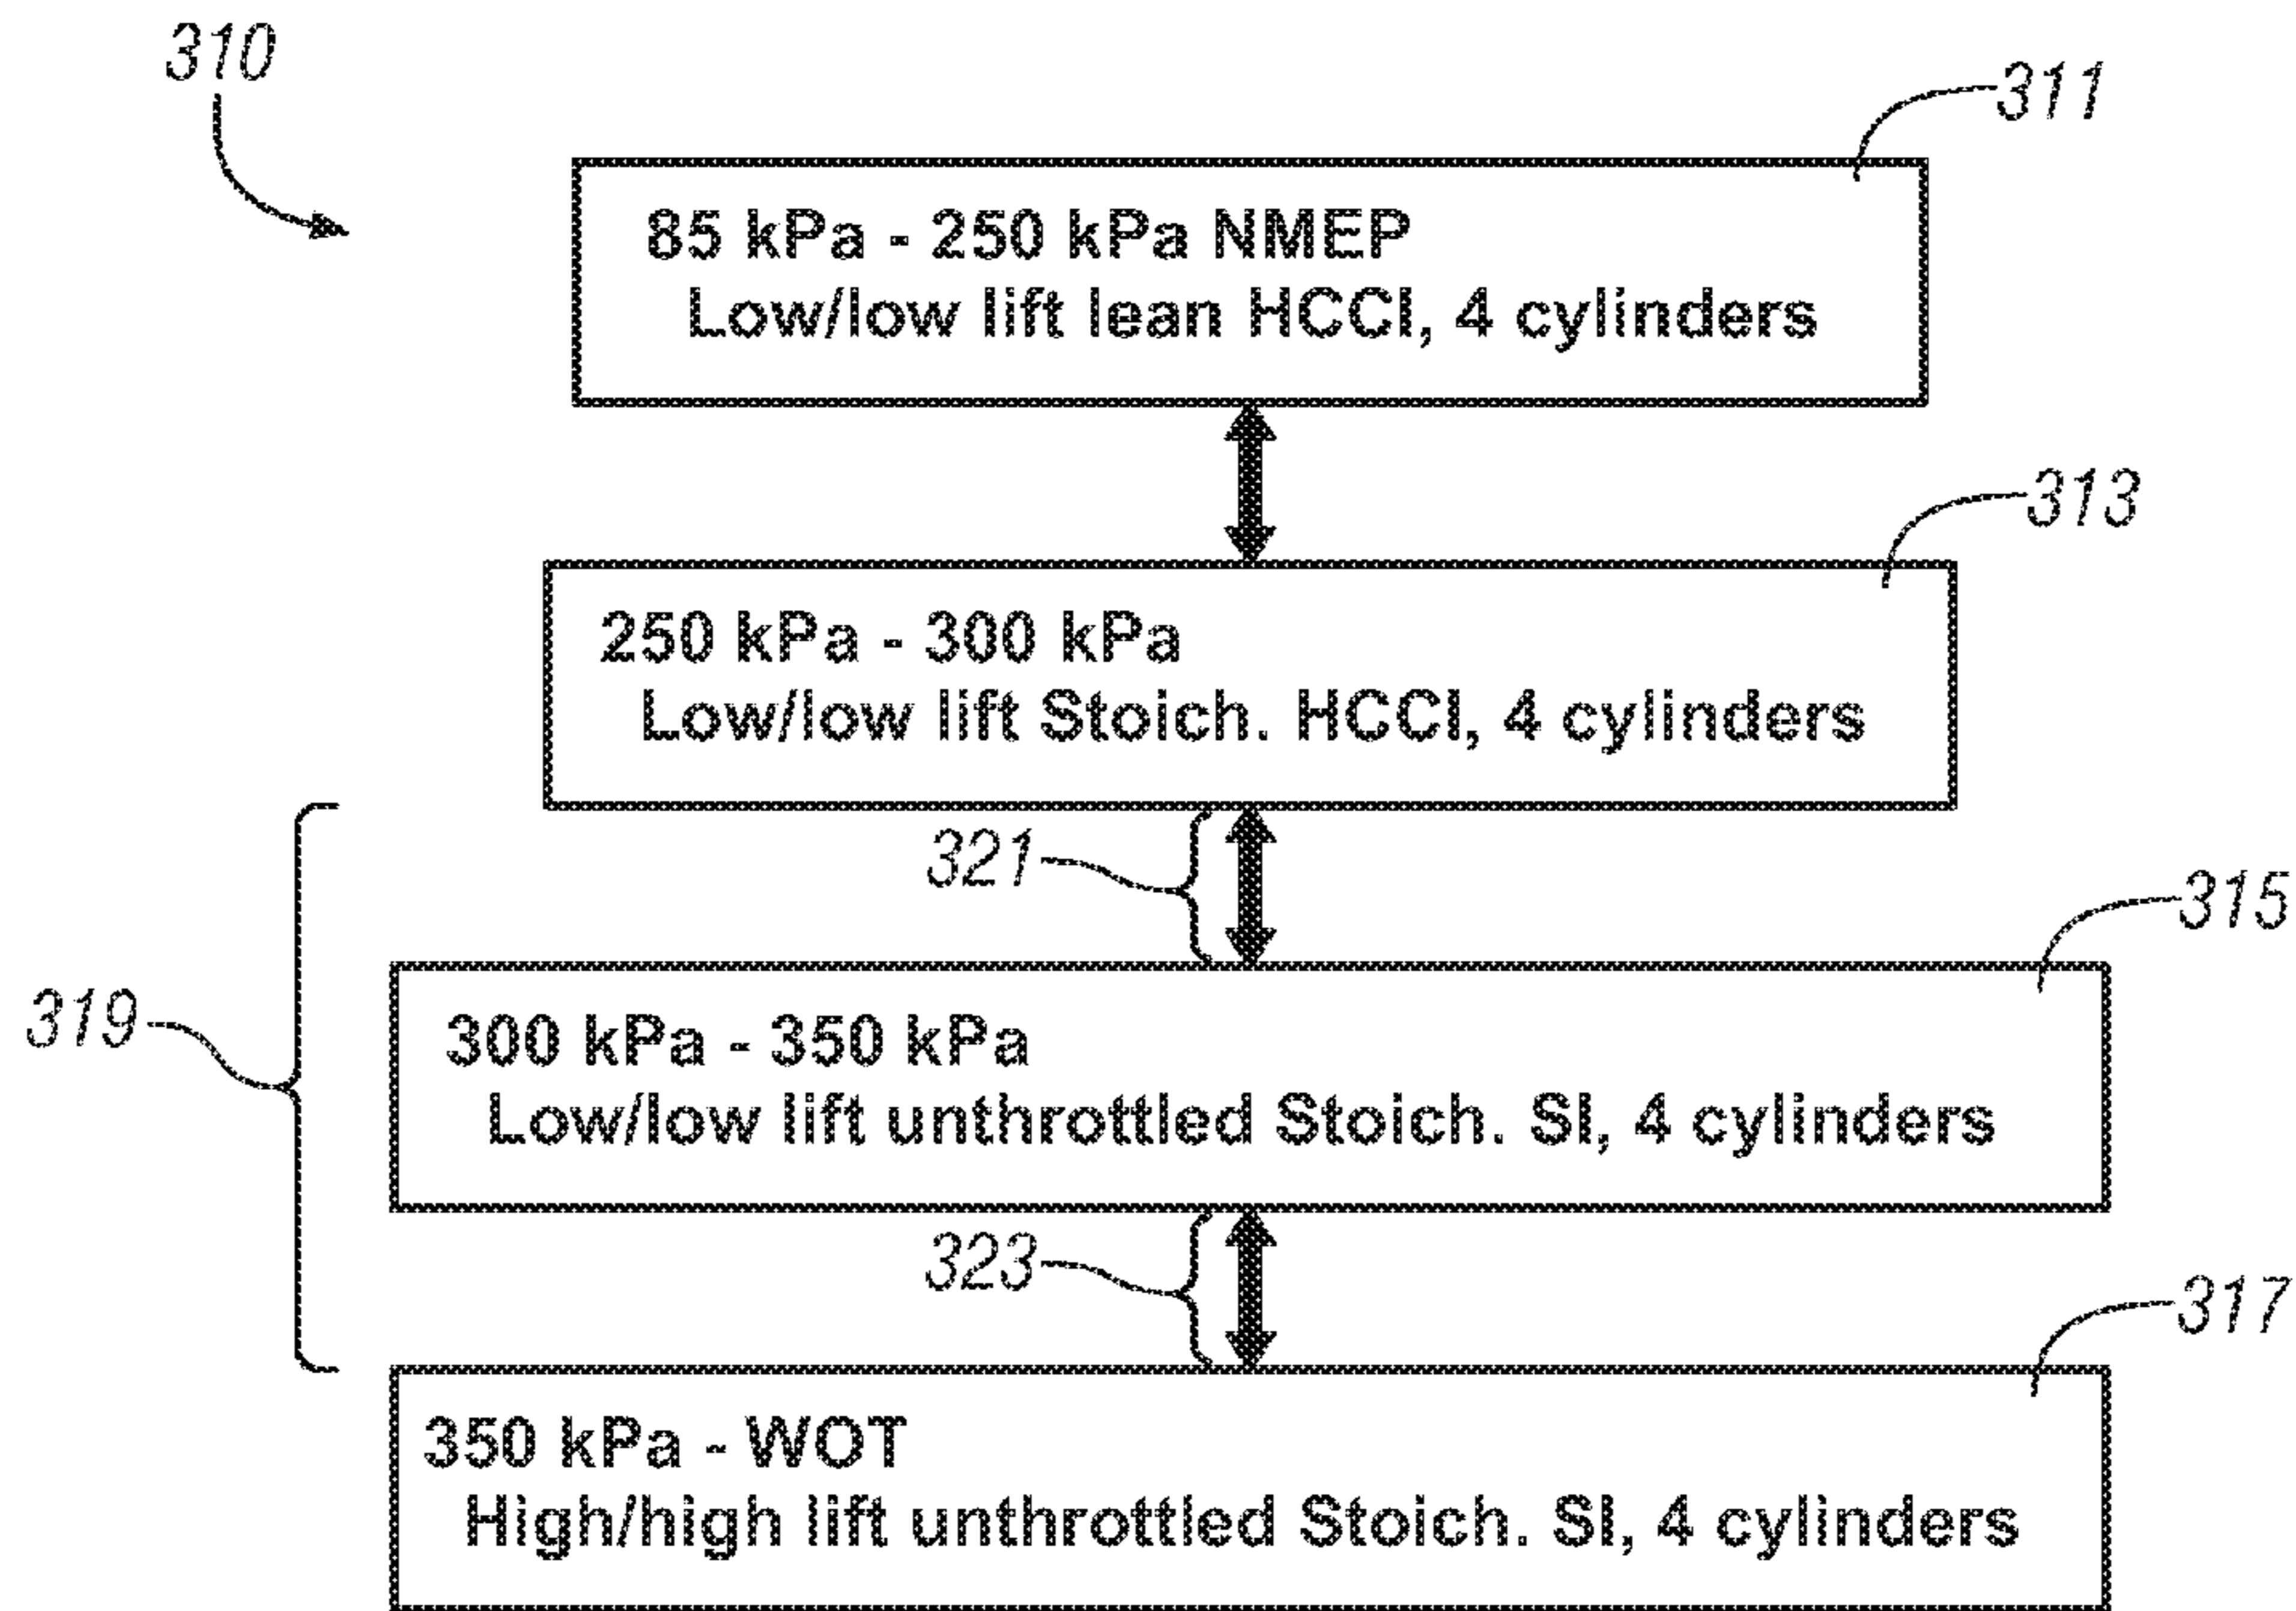 310
311
85 kPa - 250 kPa NMEP
Low/low lift lean HCCI, 4 cylinders
313
250 kPa - 300 kPa
Low/low lift Stoich. HCCI, 4 cylinders
321
315
319
300 kPa - 350 kPa
Low/low lift unthrottled Stoich. SI, 4 cylinders
323
317
350 kPa - WOT
High/high lift unthrottled Stoich. SI, 4 cylinders